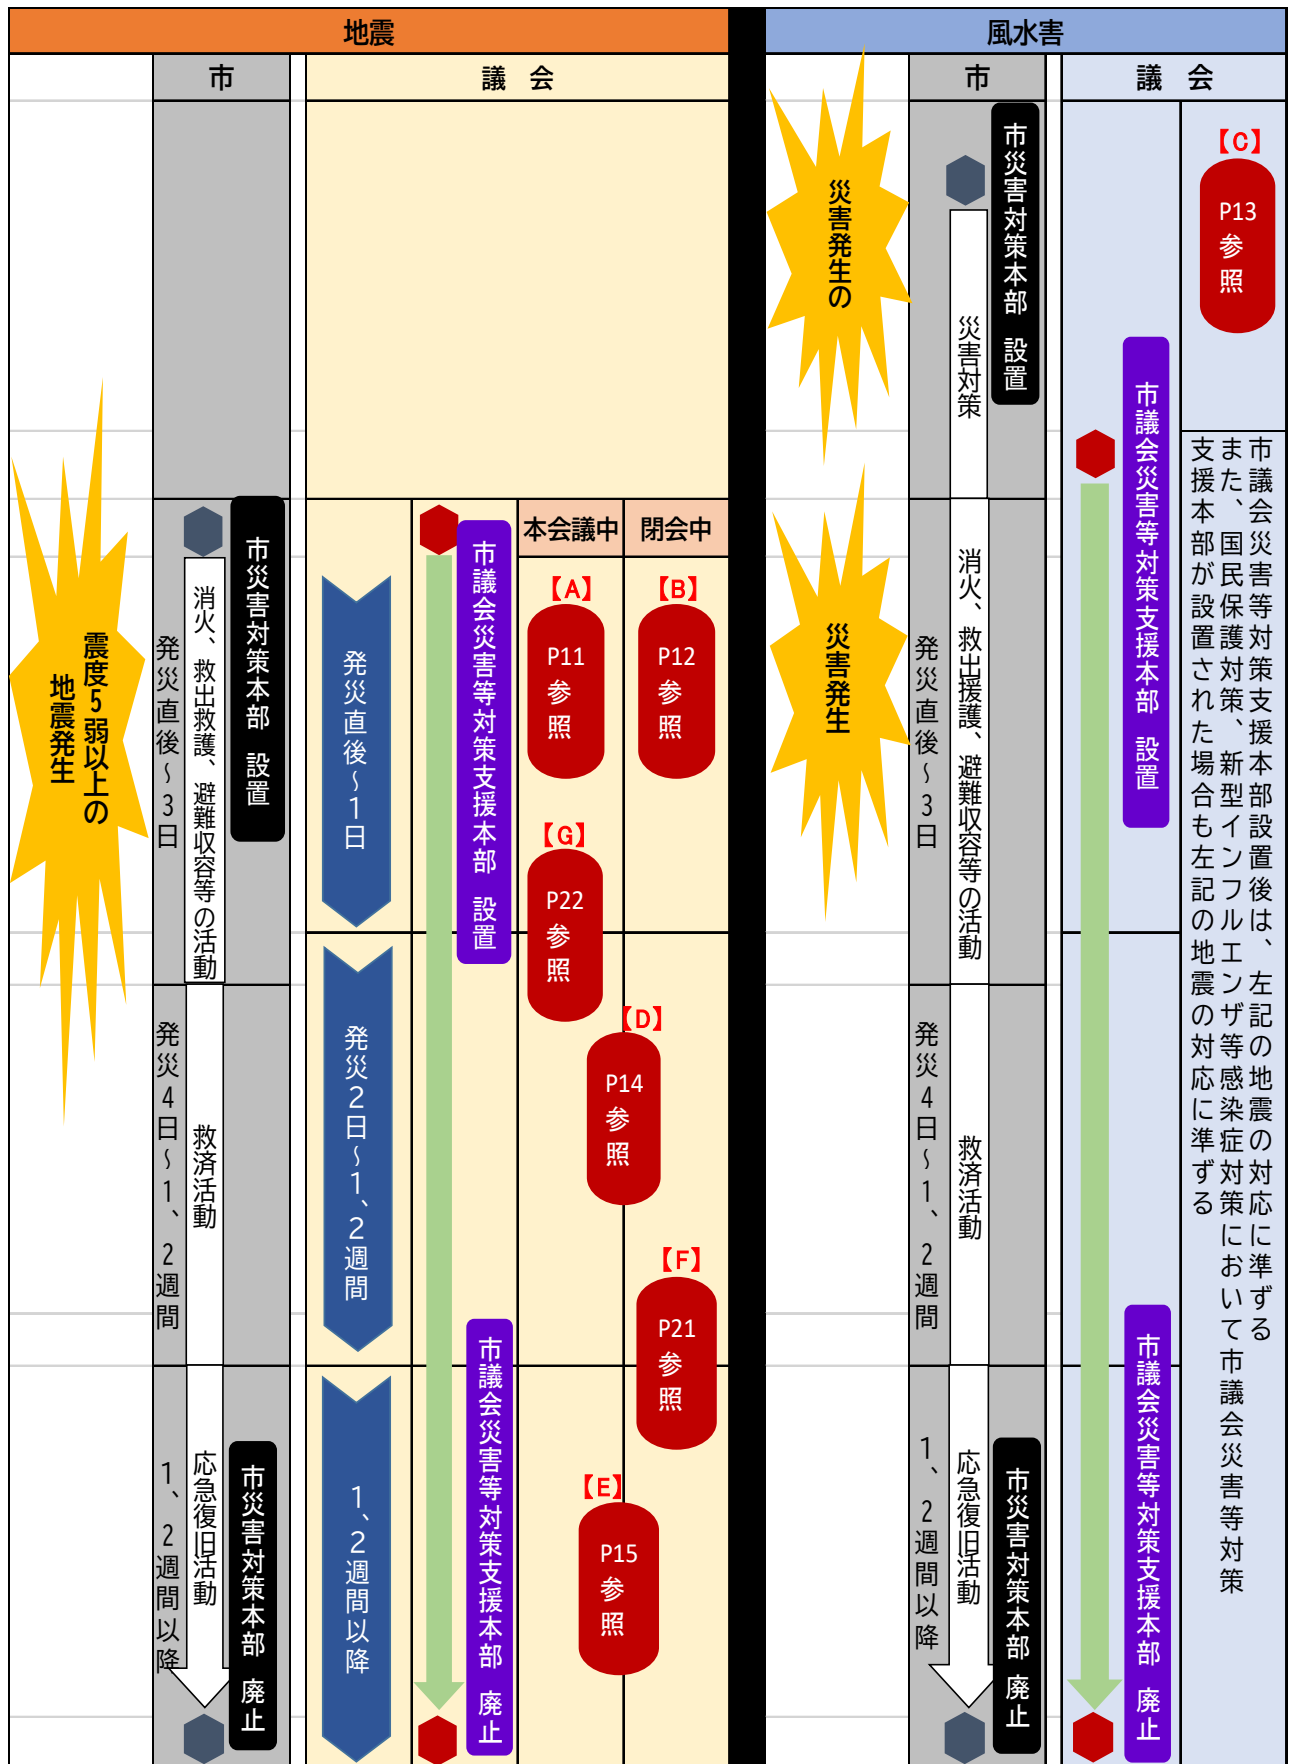 地震
市
議　会
震度５弱以上の
地震発生
発災直後～３日
発災４日～１、２週間
１、２週間以降
消火、救出救護、避難収容等の活動
救済活動
応急復旧活動
市災害対策本部　設置
市災害対策本部　廃止
発災直後～１日
発災２日～１、２週間
１、２週間以降
市議会災害等対策支援本部　設置
市議会災害等対策支援本部　廃止
本会議中
閉会中
【A】
P11
参
照
【B】
P12
参
照
【G】
P22
参
照
【D】
P14
参
照
【F】
P21
参
照
【E】
P15
参
照
風水害
市
議　会
災害発生の
災害発生
発災直後～３日
発災４日～１、２週間
１、２週間以降
災害対策
消火、救出援護、避難収容等の活動
救済活動
応急復旧活動
市災害対策本部　設置
市災害対策本部　廃止
市議会災害等対策支援本部　設置
市議会災害等対策支援本部　廃止
【C】
P13
参
照
市議会災害等対策支援本部設置後は、左記の地震の対応に準ずる
また、国民保護対策、新型インフルエンザ等感染症対策において市議会災害等対策
支援本部が設置された場合も左記の地震の対応に準ずる